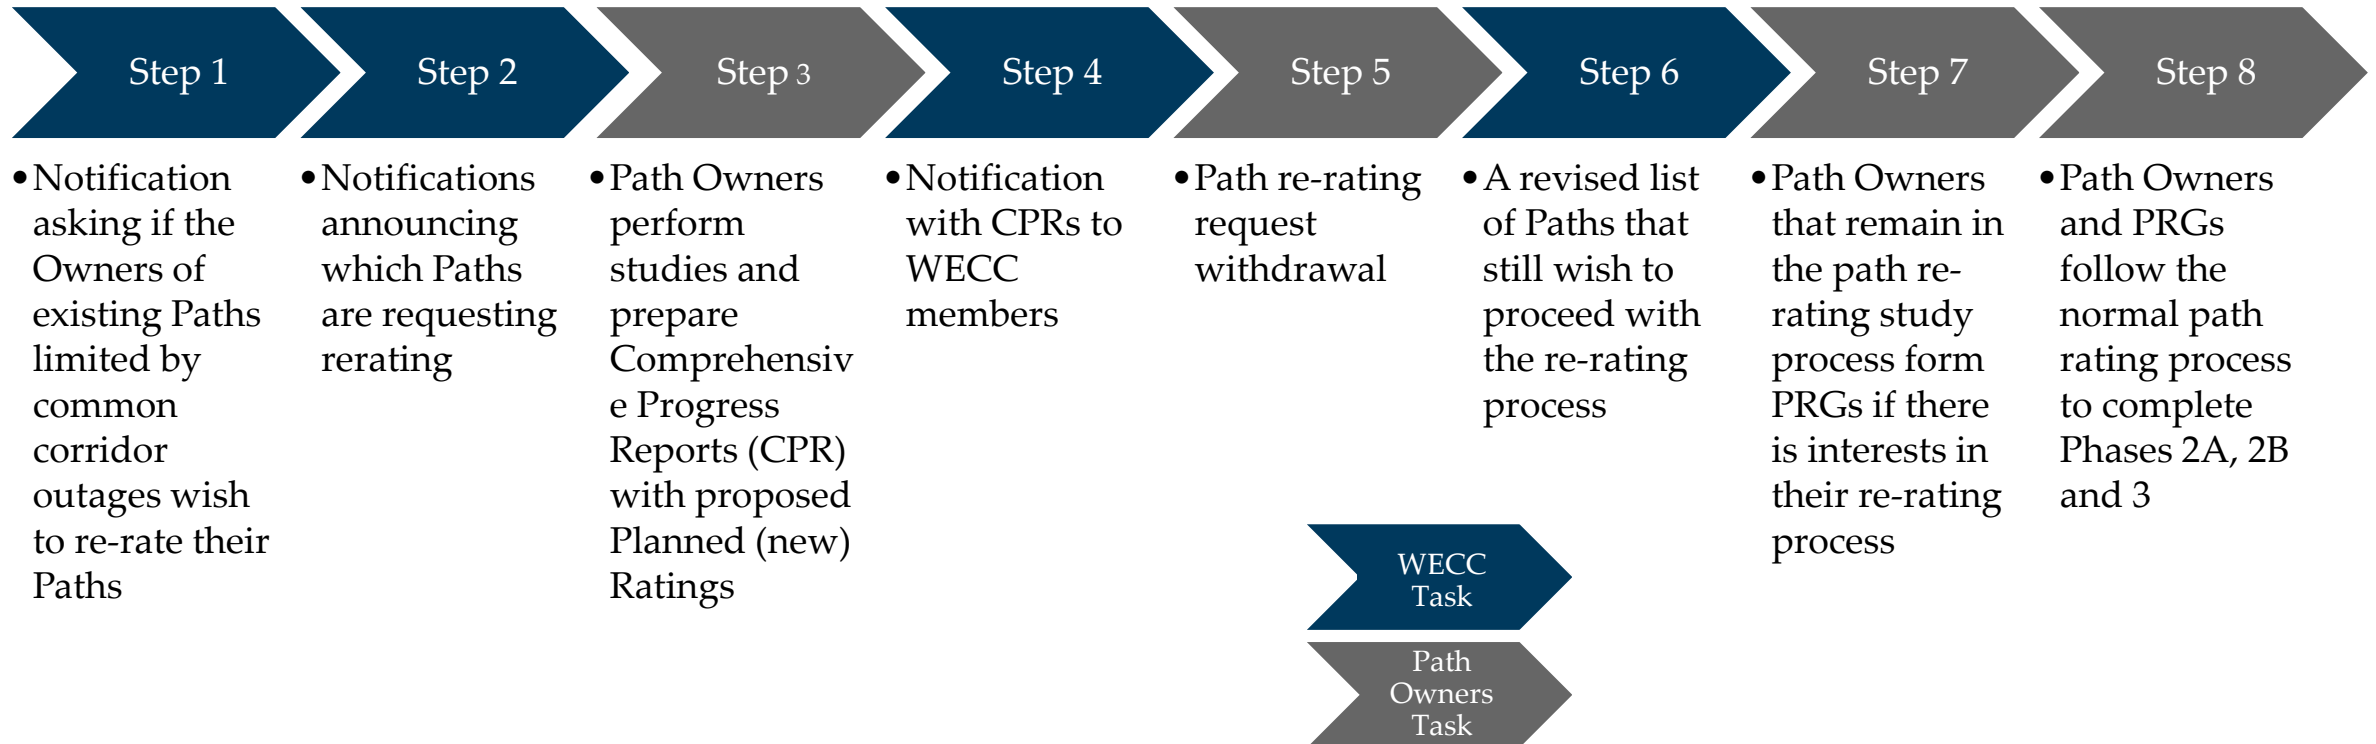 Step 1
Step 2
Step 3
Step 4
Step 5
Step 6
Step 7
Step 8
•Notification
asking if the
Owners of
existing Paths
limited by
common
corridor
outages wish
to re-rate their
Paths
•Notifications
announcing
which Paths
are requesting
rerating
•Path Owners
perform
studies and
prepare
Comprehensiv
e Progress
Reports (CPR)
with proposed
Planned (new)
Ratings
•Notification
with CPRs to
WECC
members
•Path re-rating
request
withdrawal
•A revised list
of Paths that
still wish to
proceed with
the re-rating
process
•Path Owners
that remain in
the path re-
rating study
process form
PRGs if there
is interests in
their re-rating
process
•Path Owners
and PRGs
follow the
normal path
rating process
to complete
Phases 2A, 2B
and 3
WECC
Task
Path
Owners
Task